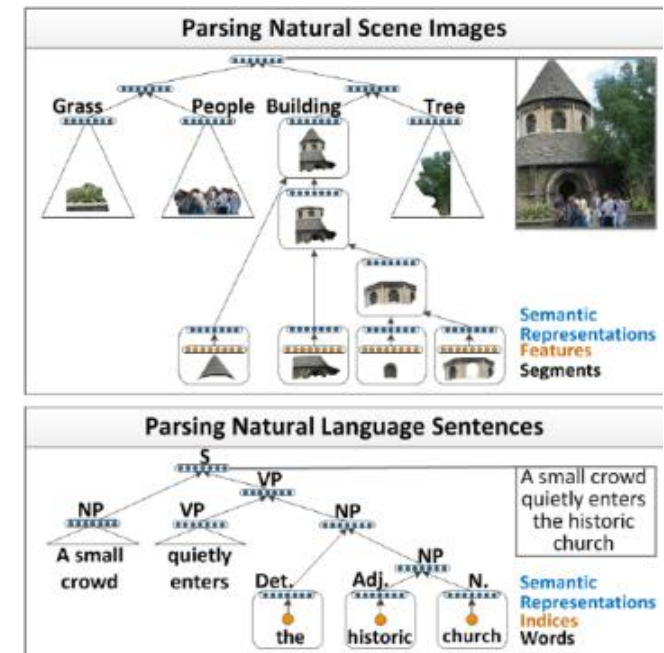 Parsing Natural Scene Images
Grass People Building Tree
Semantic
Representations
Features
Segments
Parsing Natural Language Sentences
S
VP
NP VP NP
A small
crowd
quietly
enters
NP
Det. Adj. N.
the historic church
A small crowd
quietly enters
the historic
church
Semantic
Representations
Indices
Words